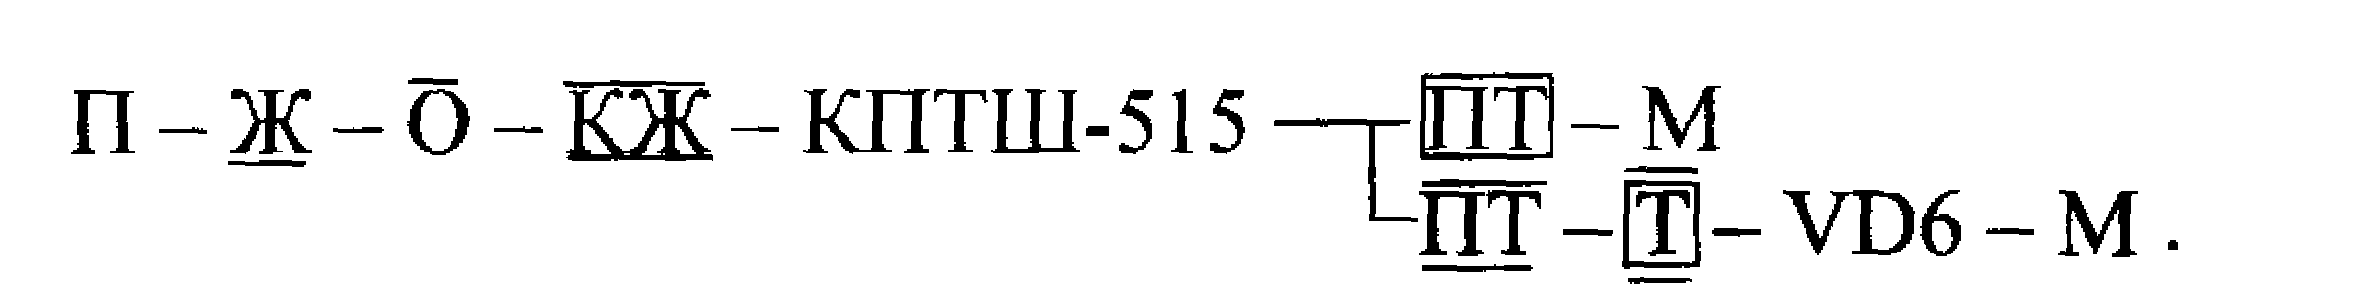 П – Ж – О – КЖ – КПТШ-515 — ПТ – М
ПТ – Т – VD6 – М .